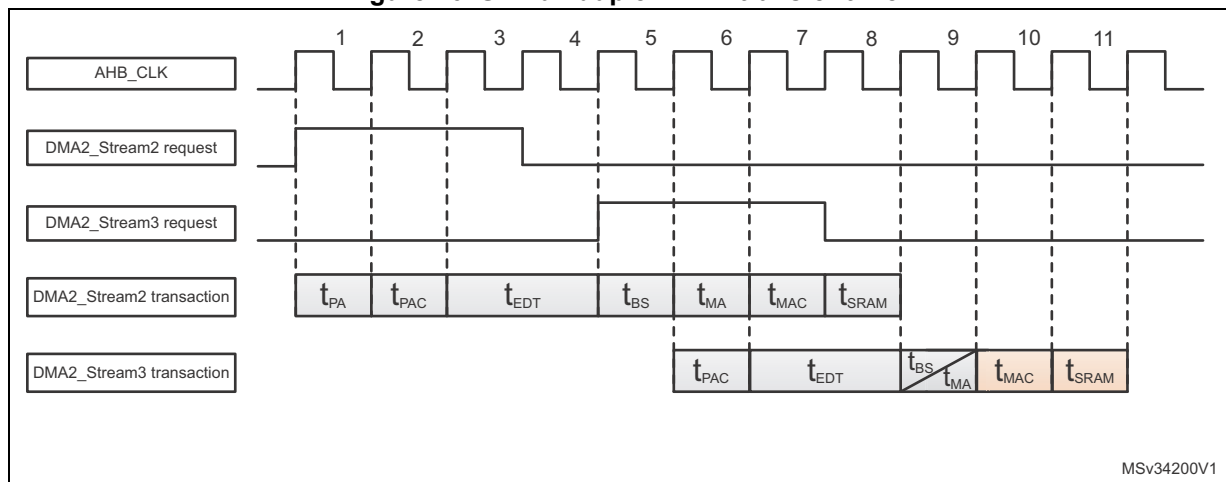 1 2 3 4 5 6 7 8 9 10 11
AHB_CLK
DMA2_Stream2 request
DMA2_Stream3 request
DMA2_Stream2 transaction
tPA tPAC tEDT tBS tMA tMAC tSRAM
DMA2_Stream3 transaction
tPAC tEDT tBS tMA tMAC tSRAM
MSv34200V1